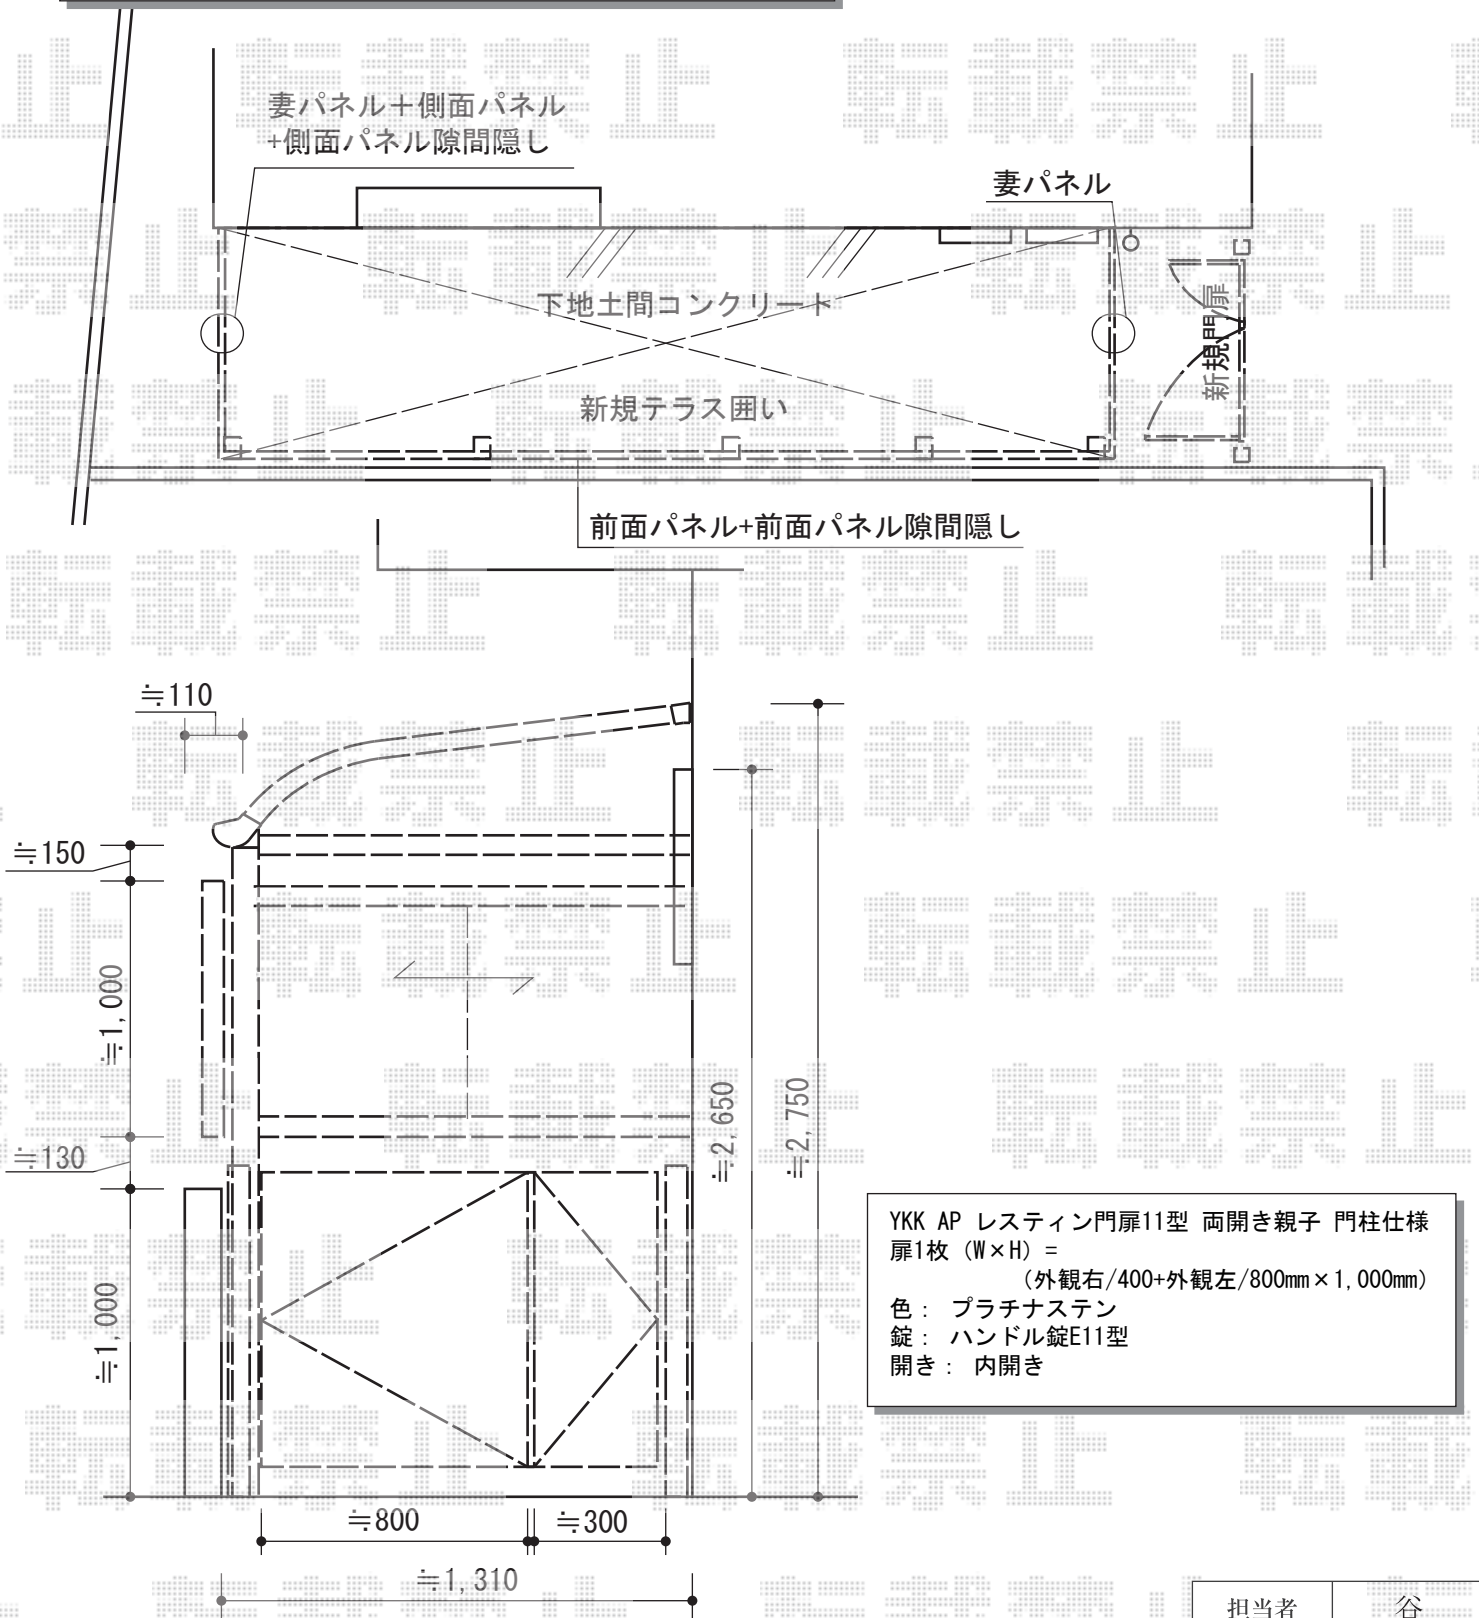 妻パネル＋側面パネル
+側面パネル隙間隠し
妻パネル
下地土間コンクリート
新規門扉
新規テラス囲い
前面パネル+前面パネル隙間隠し
≒110
≒150
≒1,000
≒130
≒1,000
≒2,650
≒2,750
YKK AP レスティン門扉11型 両開き親子 門柱仕様
扉1枚（W×H）=
（外観右/400+外観左/800mm×1,000mm）
色： プラチナステン
錠： ハンドル錠E11型
開き： 内開き
≒800
≒300
≒1,310
担当者
谷
転載禁止